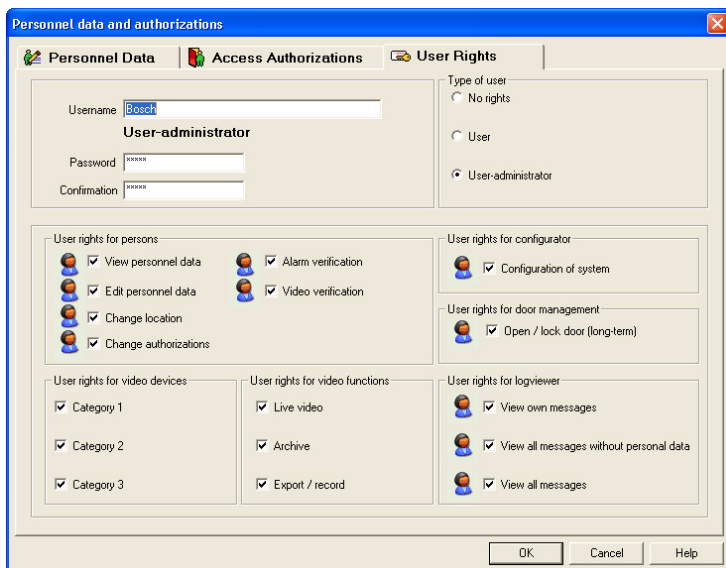 Personnel data and authorizations
Personnel Data
Access Authorizations
User Rights
Username
Bosch
User-administrator
Password
*****
Confirmation
*****
Type of user
No rights
User
User-administrator
User rights for persons
View personnel data
Alarm verification
Edit personnel data
Video verification
Change location
Change authorizations
User rights for configurator
Configuration of system
User rights for door management
Open / lock door (long-term)
User rights for video devices
Category 1
Category 2
Category 3
User rights for video functions
Live video
Archive
Export / record
User rights for logviewer
View own messages
View all messages without personal data
View all messages
OK
Cancel
Help